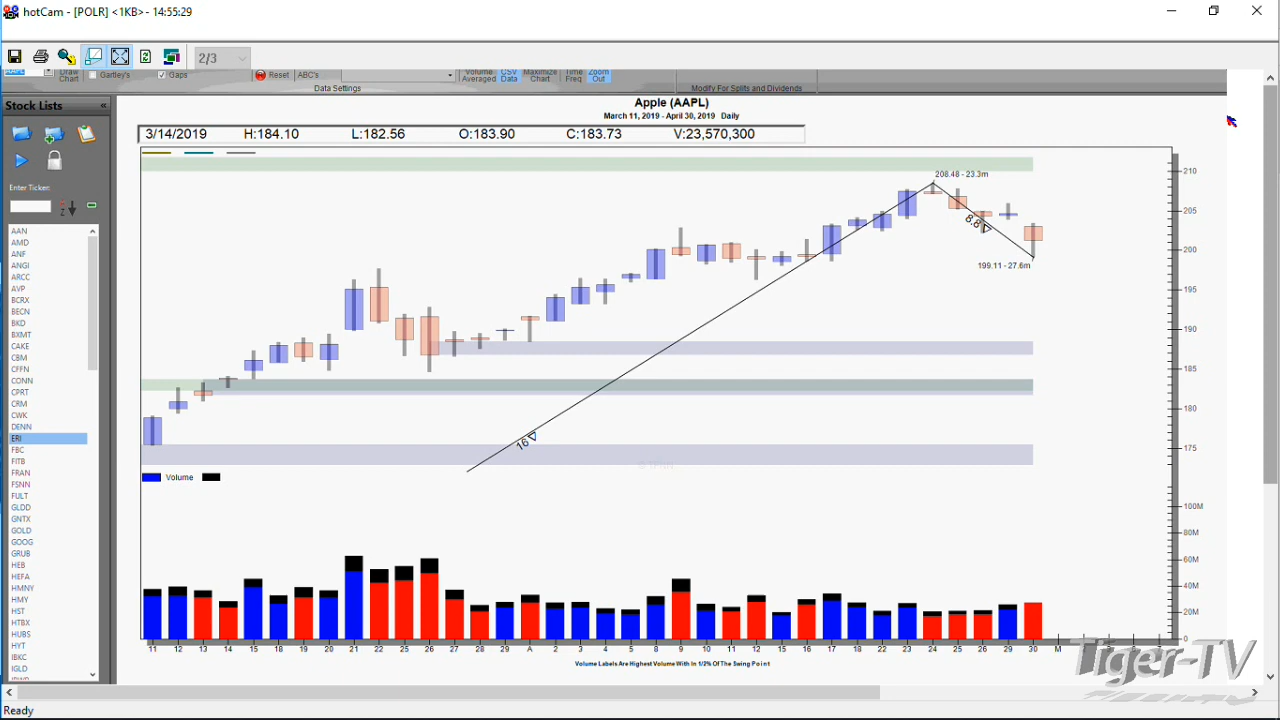 hotCam - [POLR] <1KB> - 14:55:29
2/3
AAPL Draw Chart Gartley's Gaps Reset ABC's Volume Averaged CSV Data Maximize Chart Time Freq Zoom Out
Data Settings Modify For Splits and Dividends
Stock Lists «
Enter Ticker:
AAN
AMD
ANF
ANGI
ARCC
AVP
BCRX
BECN
BKD
BXMT
CAKE
CBM
CFFN
CONN
CPRT
CRM
CWK
DENN
ERI
FBC
FITB
FRAN
FSNN
FULT
GLDD
GNTX
GOLD
GOOG
GRUB
HEB
HEFA
HMNY
HMY
HST
HTBX
HUBS
HYT
IBKC
IGLD
Apple (AAPL)
March 11, 2019 - April 30, 2019 Daily
3/14/2019 H:184.10 L:182.56 O:183.90 C:183.73 V:23,570,300
208.48 - 23.3m
8.8
199.11 - 27.6m
16
210
205
200
195
190
185
180
175
Volume
100M
80M
60M
40M
20M
0
11 12 13 14 15 18 19 20 21 22 25 26 27 28 29 A 2 3 4 5 8 9 10 11 12 15 16 17 18 22 23 24 25 26 29 30 M
Volume Labels Are Highest Volume With In 1/2% Of The Swing Point
Tiger-TV
Ready